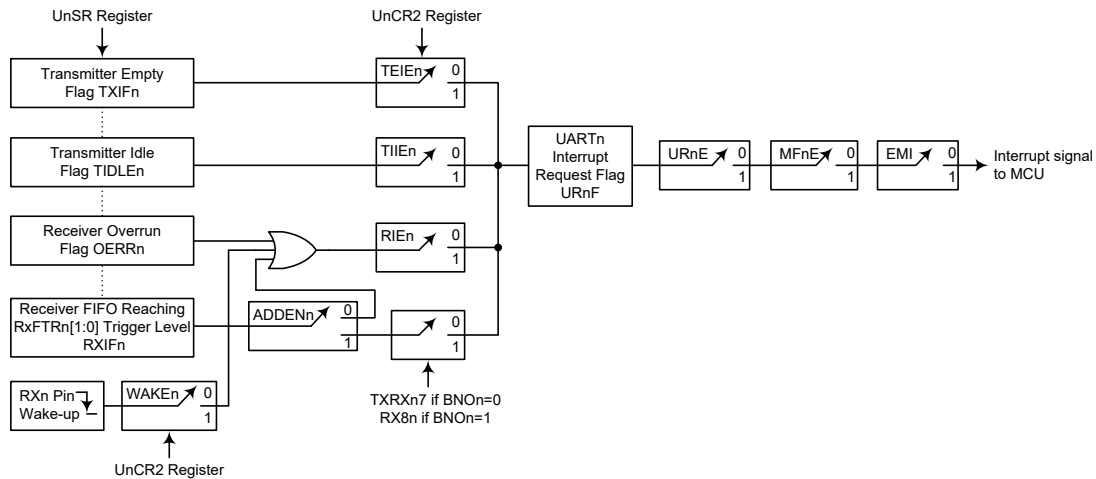 UnSR Register
UnCR2 Register
Transmitter Empty
Flag TXIFn
TEIEn
0
1
Transmitter Idle
Flag TIDLEn
TIIEn
0
1
UARTn
Interrupt
Request Flag
URnF
URnE
0
1
MFnE
0
1
EMI
0
1
Interrupt signal
to MCU
Receiver Overrun
Flag OERRn
RIEn
0
1
Receiver FIFO Reaching
RxFTRn[1:0] Trigger Level
RXIFn
ADDENn
0
1
0
1
RXn Pin
Wake-up
WAKEn
0
1
TXRXn7 if BNOn=0
RX8n if BNOn=1
UnCR2 Register